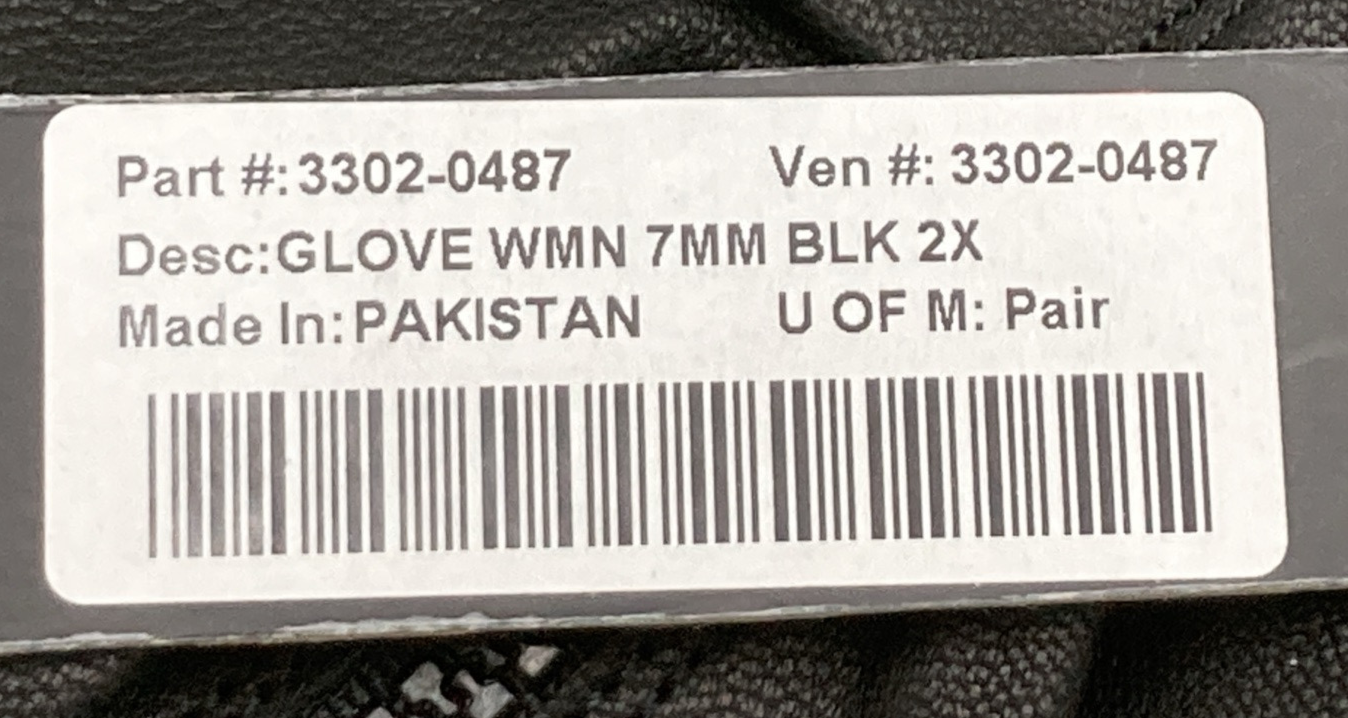 Part #:3302-0487 Ven #: 3302-0487
Desc:GLOVE WMN 7MM BLK 2X
Made In:PAKISTAN U OF M: Pair